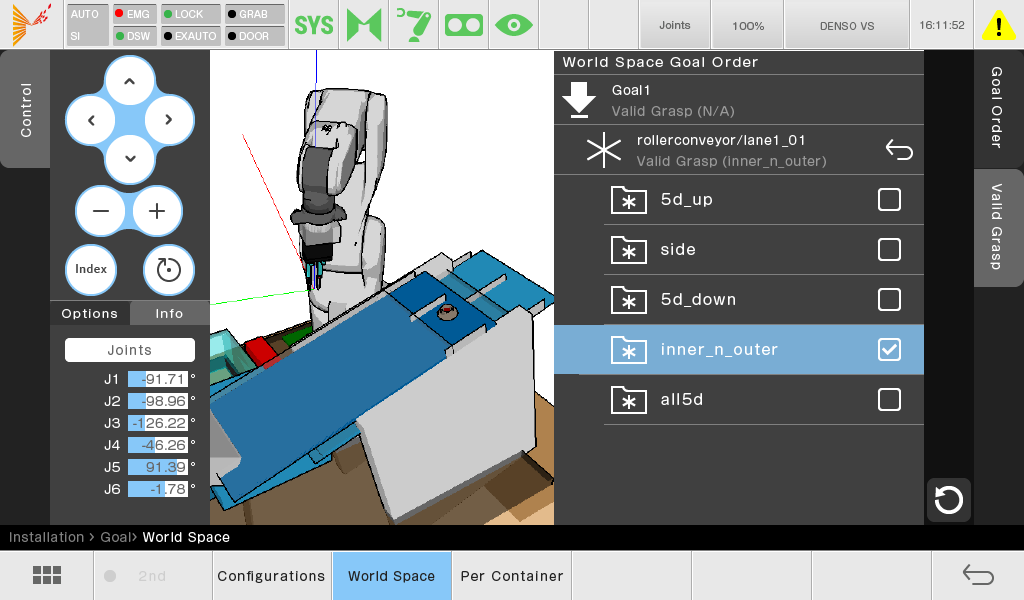 AUTO
SI
EMG
DSW
LOCK
EXAUTO
GRAB
DOOR
SYS
Joints
100%
DENSO VS
16:11:52
Control
Index
Options
Info
Joints
J1 -91.71 °
J2 -98.96 °
J3 -126.22 °
J4 -46.26 °
J5 91.39 °
J6 -1.78 °
World Space Goal Order
Goal1
Valid Grasp (N/A)
rollerconveyor/lane1_01
Valid Grasp (inner_n_outer)
5d_up
side
5d_down
inner_n_outer
all5d
Goal Order
Valid Grasp
Installation > Goal> World Space
2nd
Configurations
World Space
Per Container